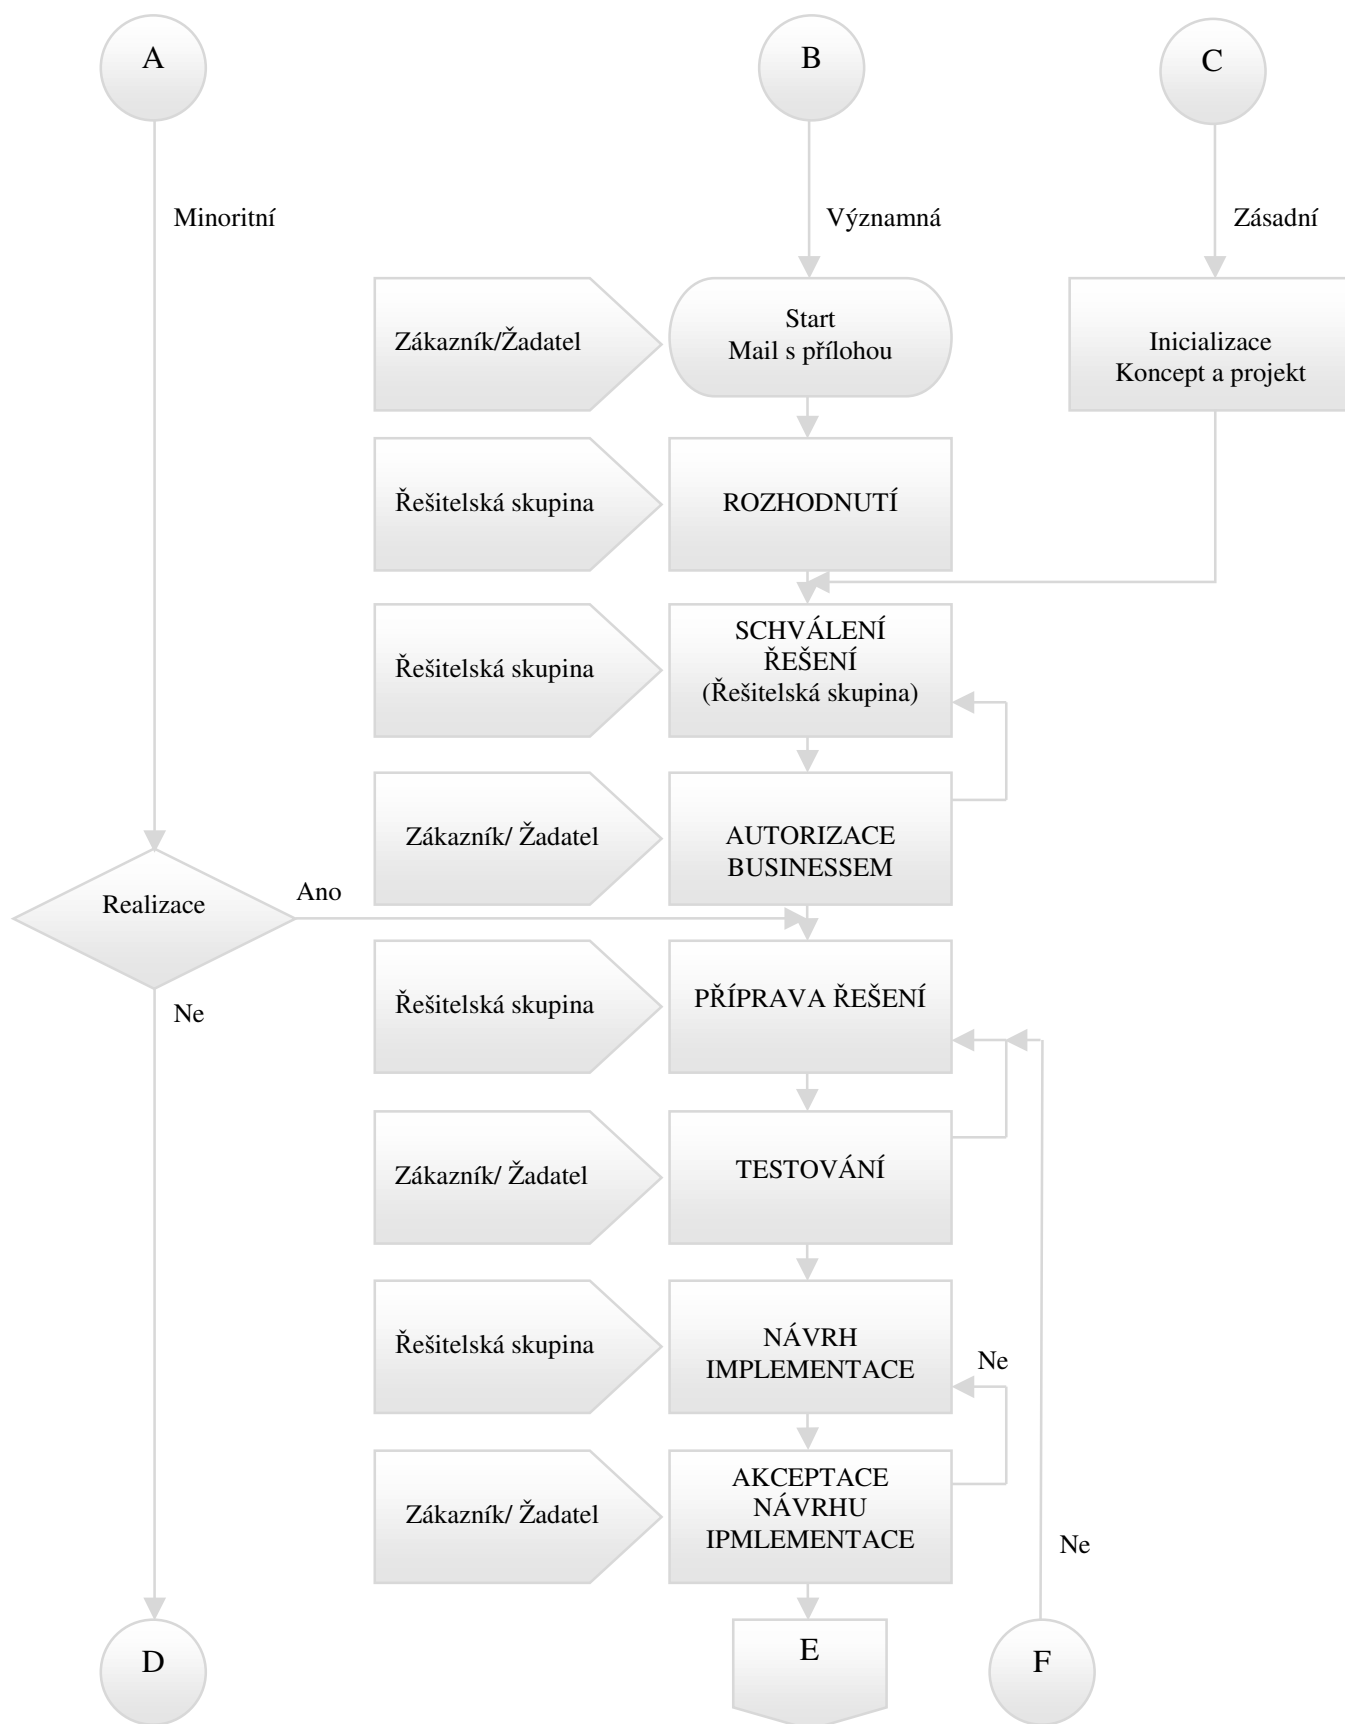 A
B
C
Minoritní
Významná
Zásadní
Zákazník/Žadatel
Start
Mail s přílohou
Inicializace
Koncept a projekt
Řešitelská skupina
ROZHODNUTÍ
Řešitelská skupina
SCHVÁLENÍ
ŘEŠENÍ
(Řešitelská skupina)
Zákazník/ Žadatel
AUTORIZACE
BUSINESSEM
Realizace
Ano
Ne
Řešitelská skupina
PŘÍPRAVA ŘEŠENÍ
Zákazník/ Žadatel
TESTOVÁNÍ
Řešitelská skupina
NÁVRH
IMPLEMENTACE
Ne
Zákazník/ Žadatel
AKCEPTACE
NÁVRHU
IPMLEMENTACE
Ne
D
E
F